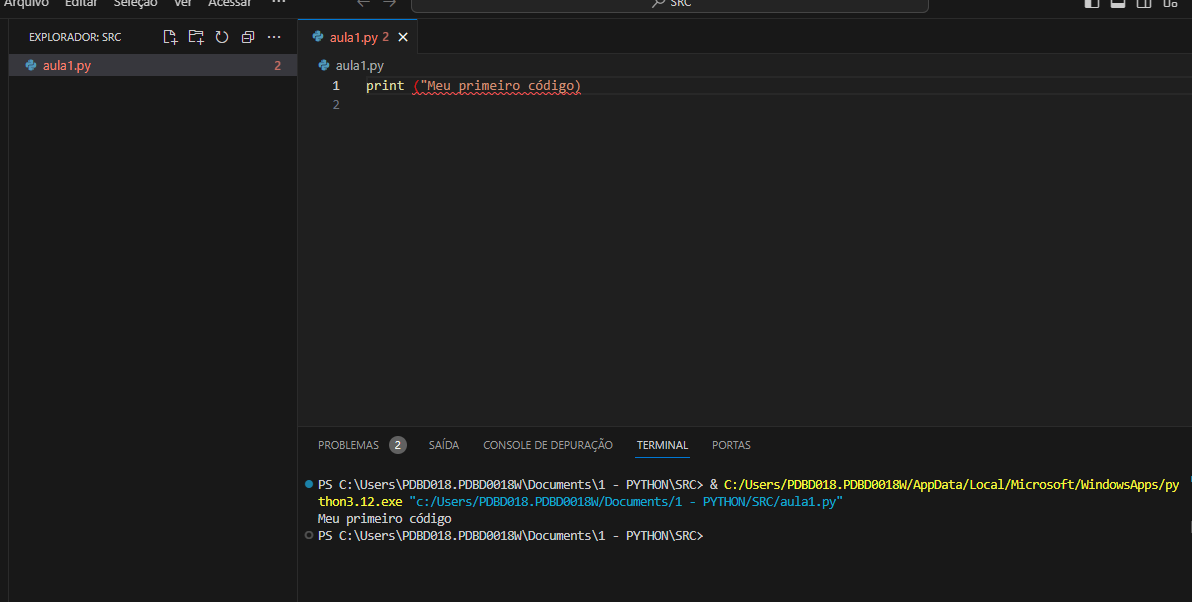 Arquivo Editar Seleção Ver Acessar ··· SRC
EXPLORADOR: SRC
aula1.py 2
aula1.py 2
aula1.py
1 print ("Meu primeiro código)
2
PROBLEMAS 2 SAÍDA CONSOLE DE DEPURAÇÃO TERMINAL PORTAS
PS C:\Users\PDBD018.PDBD0018W\Documents\1 - PYTHON\SRC> & C:/Users/PDBD018.PDBD0018W/AppData/Local/Microsoft/WindowsApps/py
thon3.12.exe "c:/Users/PDBD018.PDBD0018W/Documents/1 - PYTHON/SRC/aula1.py"
Meu primeiro código
PS C:\Users\PDBD018.PDBD0018W\Documents\1 - PYTHON\SRC>